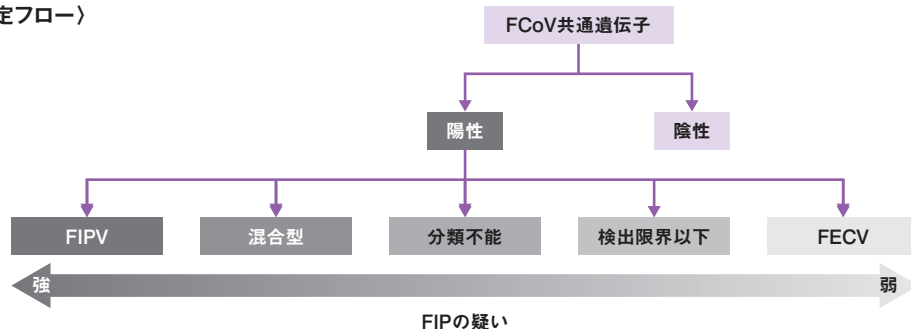 定フロー〉
FCoV共通遺伝子
陽性
陰性
FIPV
混合型
分類不能
検出限界以下
FECV
強
弱
FIPの疑い